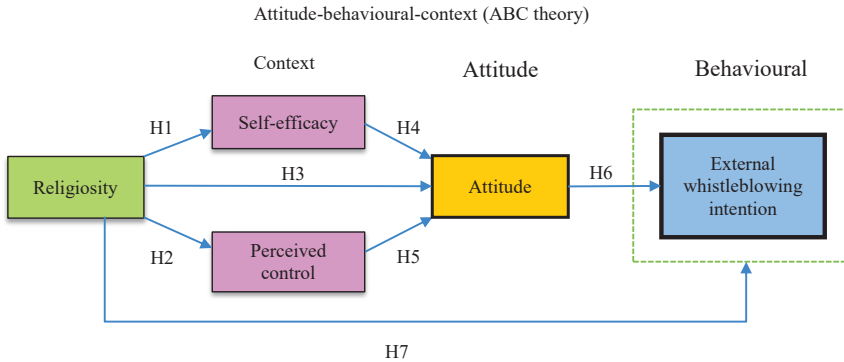 Attitude-behavioural-context (ABC theory)
Context
Attitude
Behavioural
Self-efficacy
H1
H4
Religiosity
H3
Attitude
H6
External
whistleblowing
intention
H2
Perceived
control
H5
H7